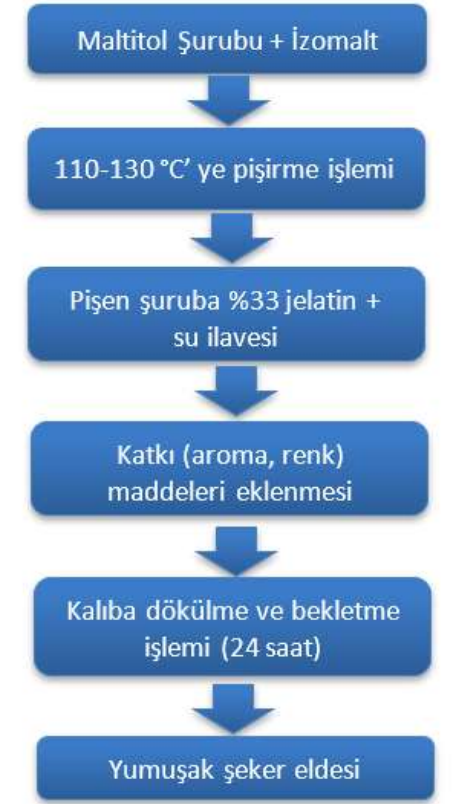 Maltitol Şurubu + İzomalt
110-130 °C’ ye pişirme işlemi
Pişen şuruba %33 jelatin +
su ilavesi
Katkı (aroma, renk)
maddeleri eklenmesi
Kalıba dökülme ve bekletme
işlemi (24 saat)
Yumuşak şeker eldesi